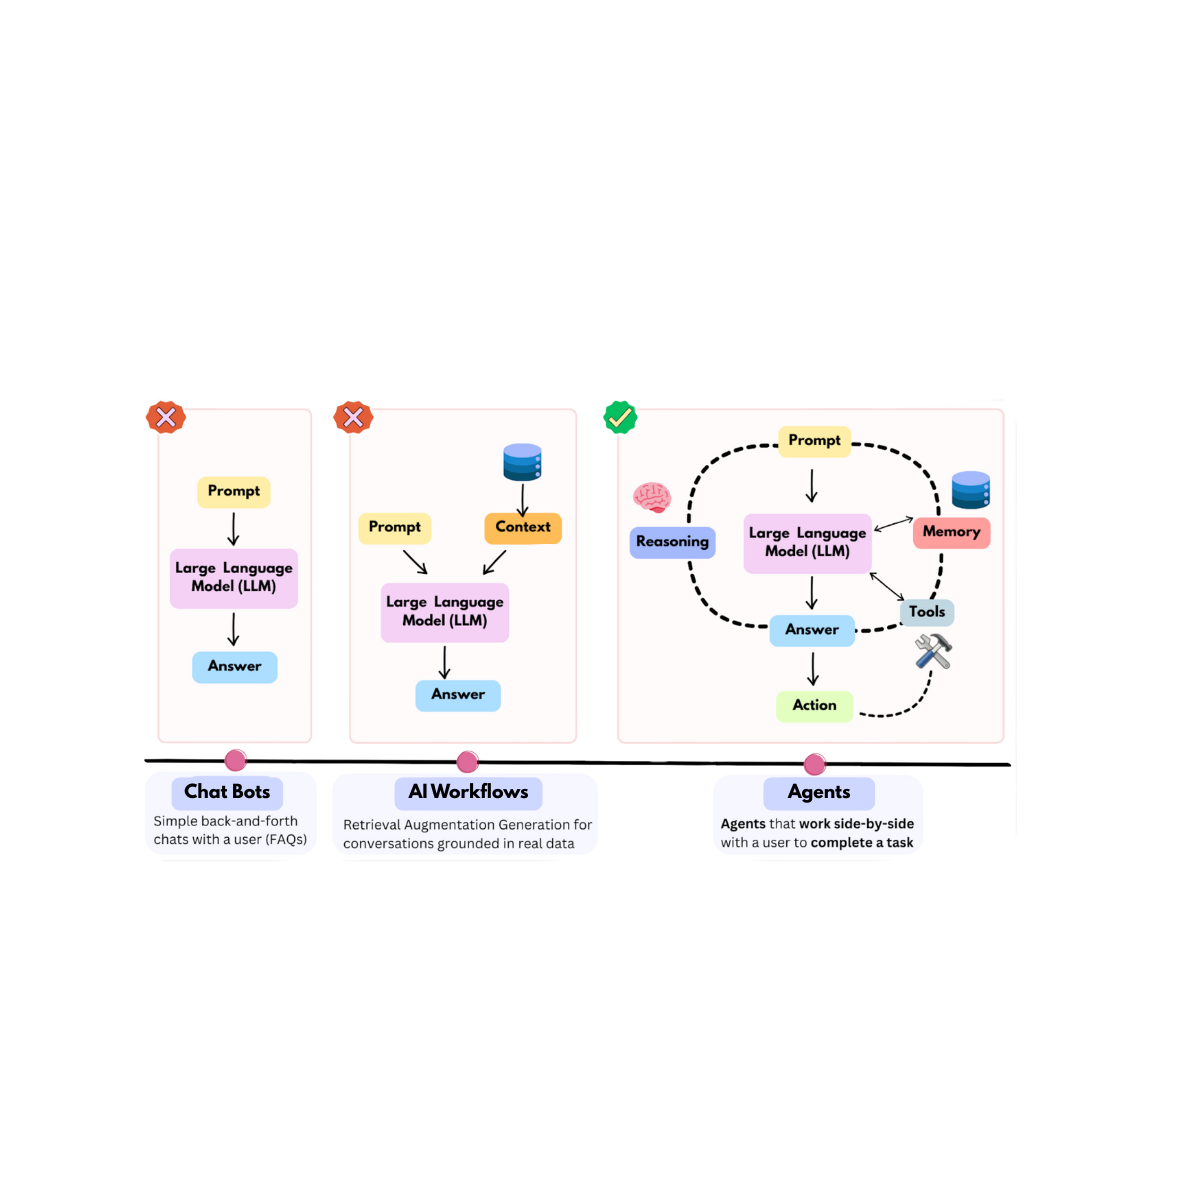 Prompt
Large Language
Model (LLM)
Answer
Prompt
Context
Large Language
Model (LLM)
Answer
Prompt
Reasoning
Large Language
Model (LLM)
Memory
Tools
Answer
Action
Chat Bots
Simple back-and-forth
chats with a user (FAQs)
AI Workflows
Retrieval Augmentation Generation for
conversations grounded in real data
Agents
Agents that work side-by-side
with a user to complete a task